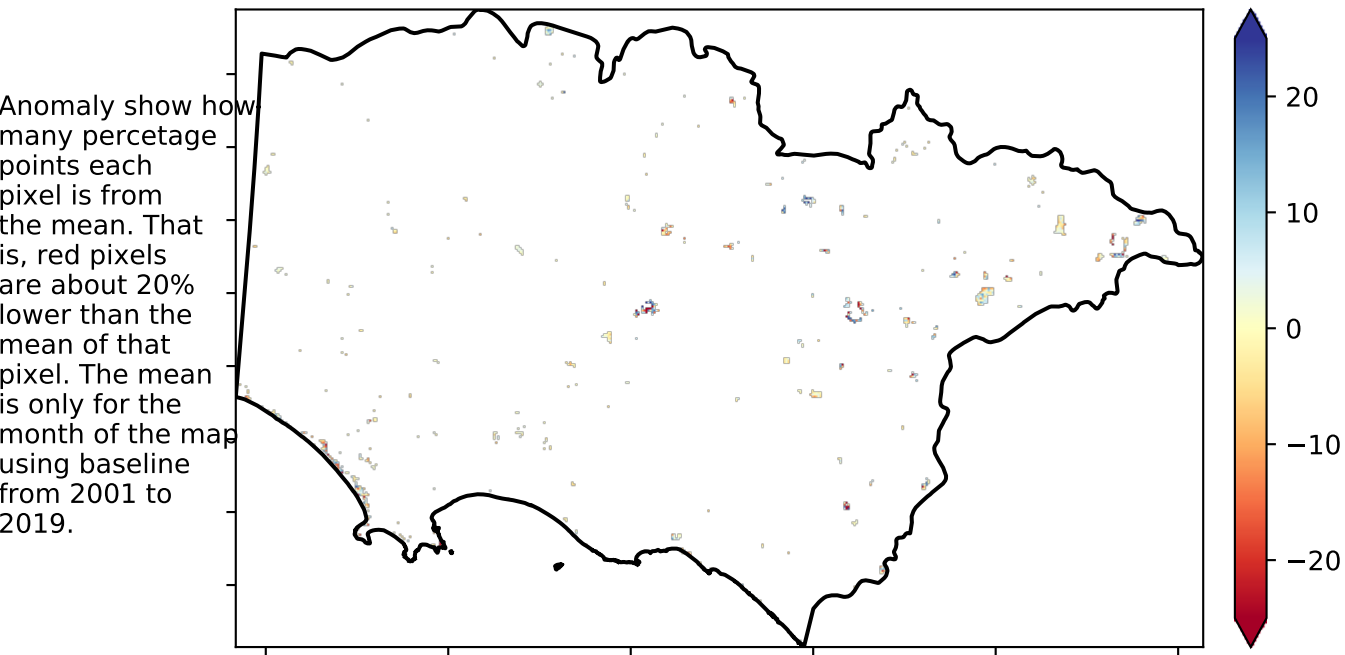 Anomaly show how
many percetage
points each
pixel is from
the mean. That
is, red pixels
are about 20%
lower than the
mean of that
pixel. The mean
is only for the
month of the map
using baseline
from 2001 to
2019.
20
10
0
−10
−20